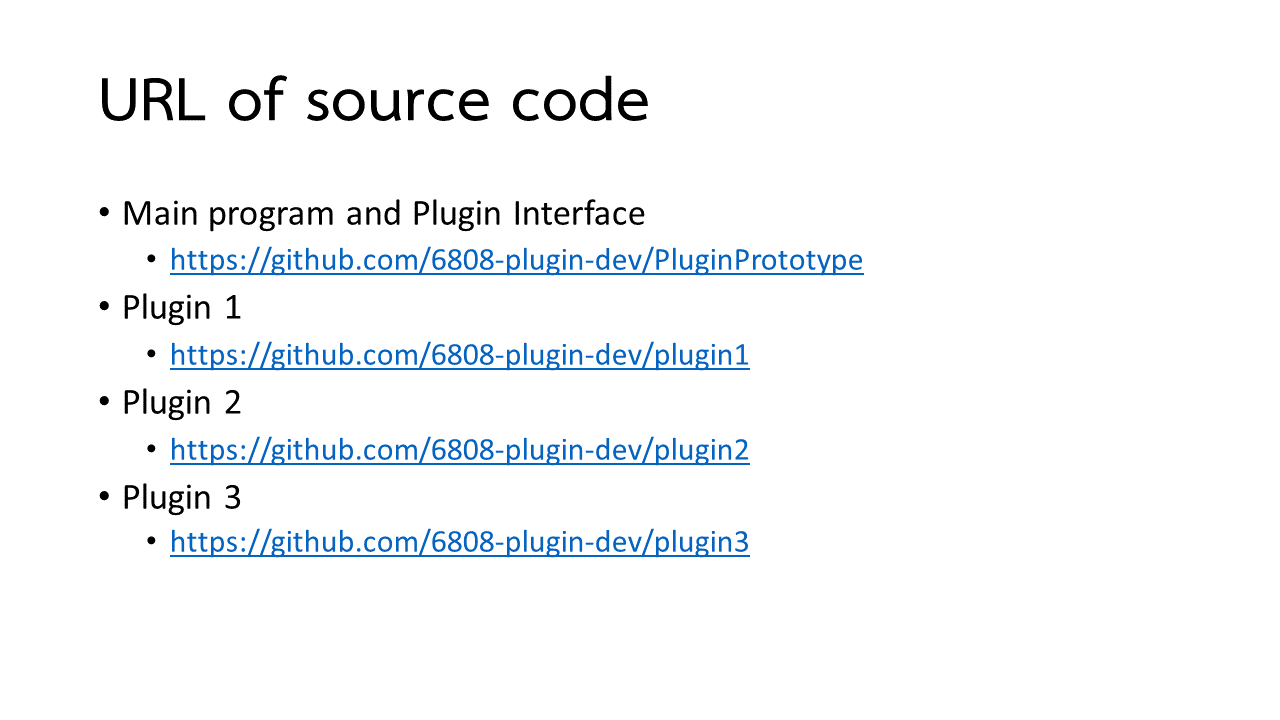 URL of source code
• Main program and Plugin Interface
• https://github.com/6808-plugin-dev/PluginPrototype
• Plugin 1
• https://github.com/6808-plugin-dev/plugin1
• Plugin 2
• https://github.com/6808-plugin-dev/plugin2
• Plugin 3
• https://github.com/6808-plugin-dev/plugin3